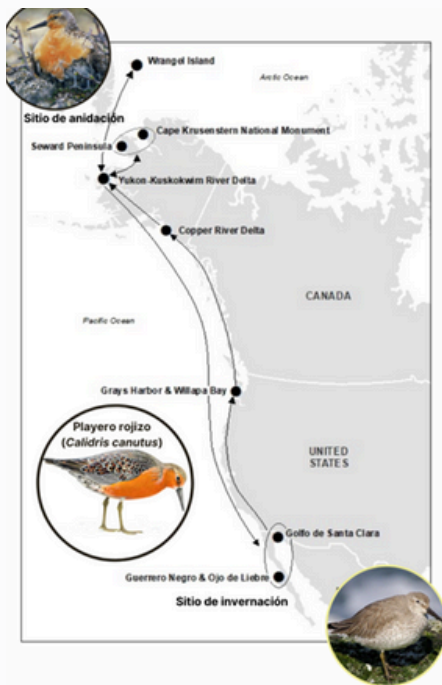 Wrangel Island
Arctic Ocean
Sitio de anidación
Cape Krusenstern National Monument
Seward Peninsula
Yukon-Kuskokwim River Delta
Copper River Delta
CANADA
Pacific Ocean
Grays Harbor & Willapa Bay
Playero rojizo
(Calidris canutus)
UNITED
STATES
Golfo de Santa Clara
Guerrero Negro & Ojo de Liebre
Sitio de invernación